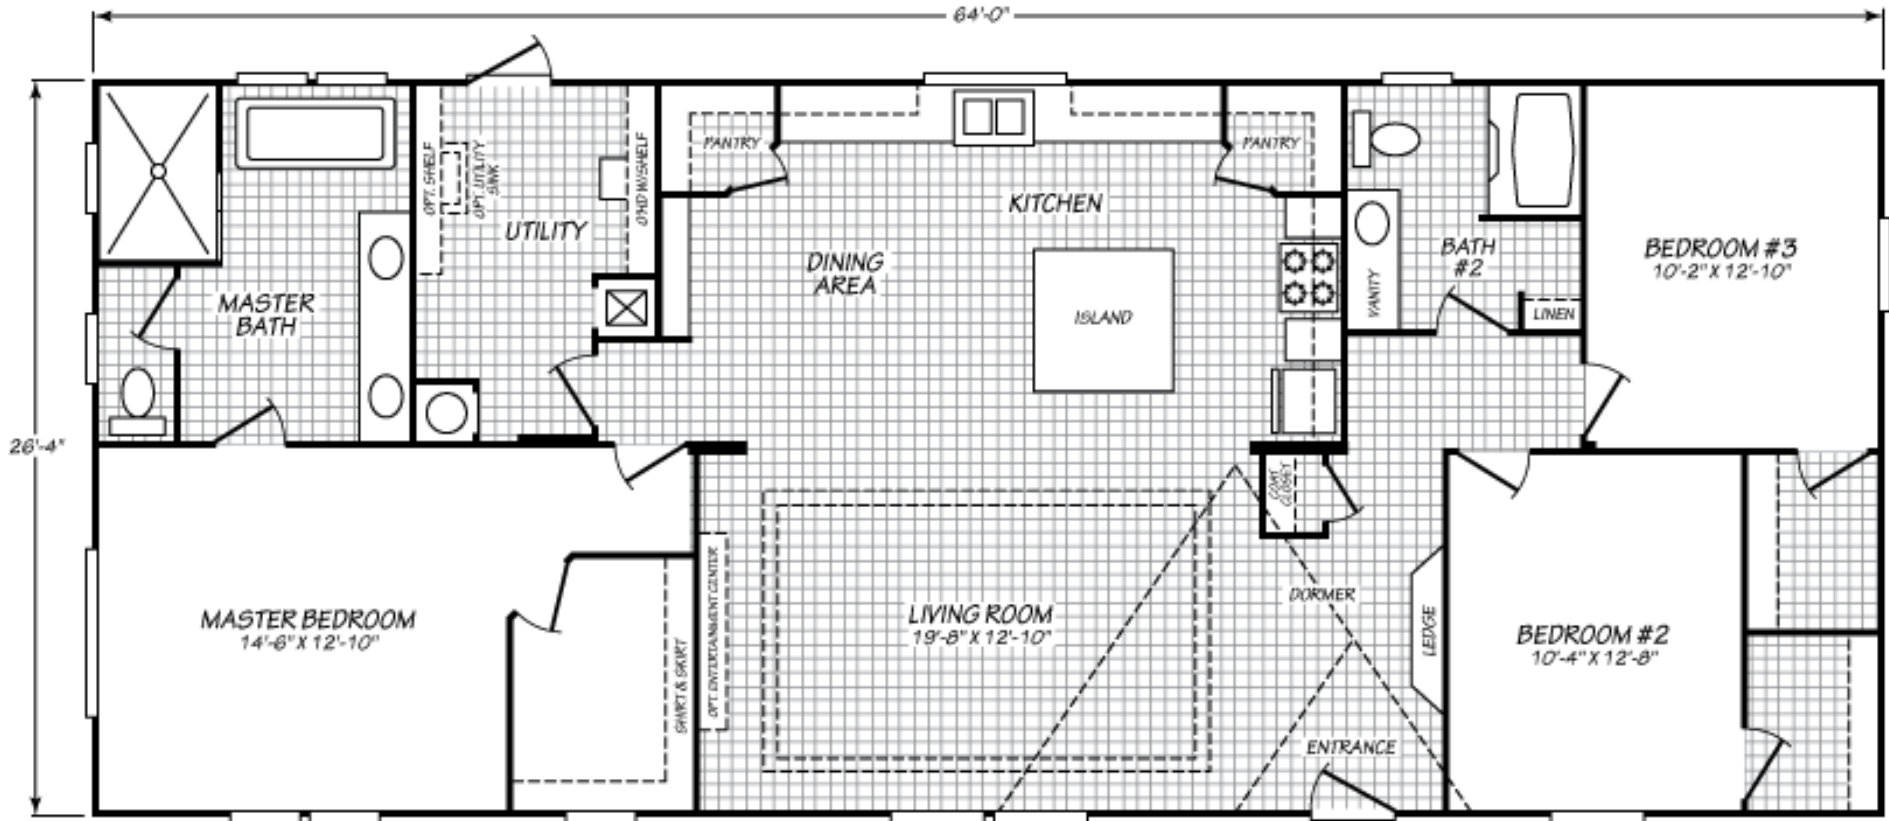 64'-0"
26'-4"
MASTER
BATH
OPT. SHELF
OPT. UTILITY
SINK
UTILITY
O'HD W/SHELF
PANTRY
KITCHEN
DINING
AREA
ISLAND
PANTRY
VANITY
BATH
#2
LINEN
BEDROOM #3
10'-2" X 12'-10"
MASTER BEDROOM
14'-6" X 12'-10"
SHIRT & SKIRT
OPT. ENTERTAINMENT CENTER
LIVING ROOM
19'-8" X 12'-10"
COAT
CLOSET
DORMER
LEDGE
ENTRANCE
BEDROOM #2
10'-4" X 12'-8"